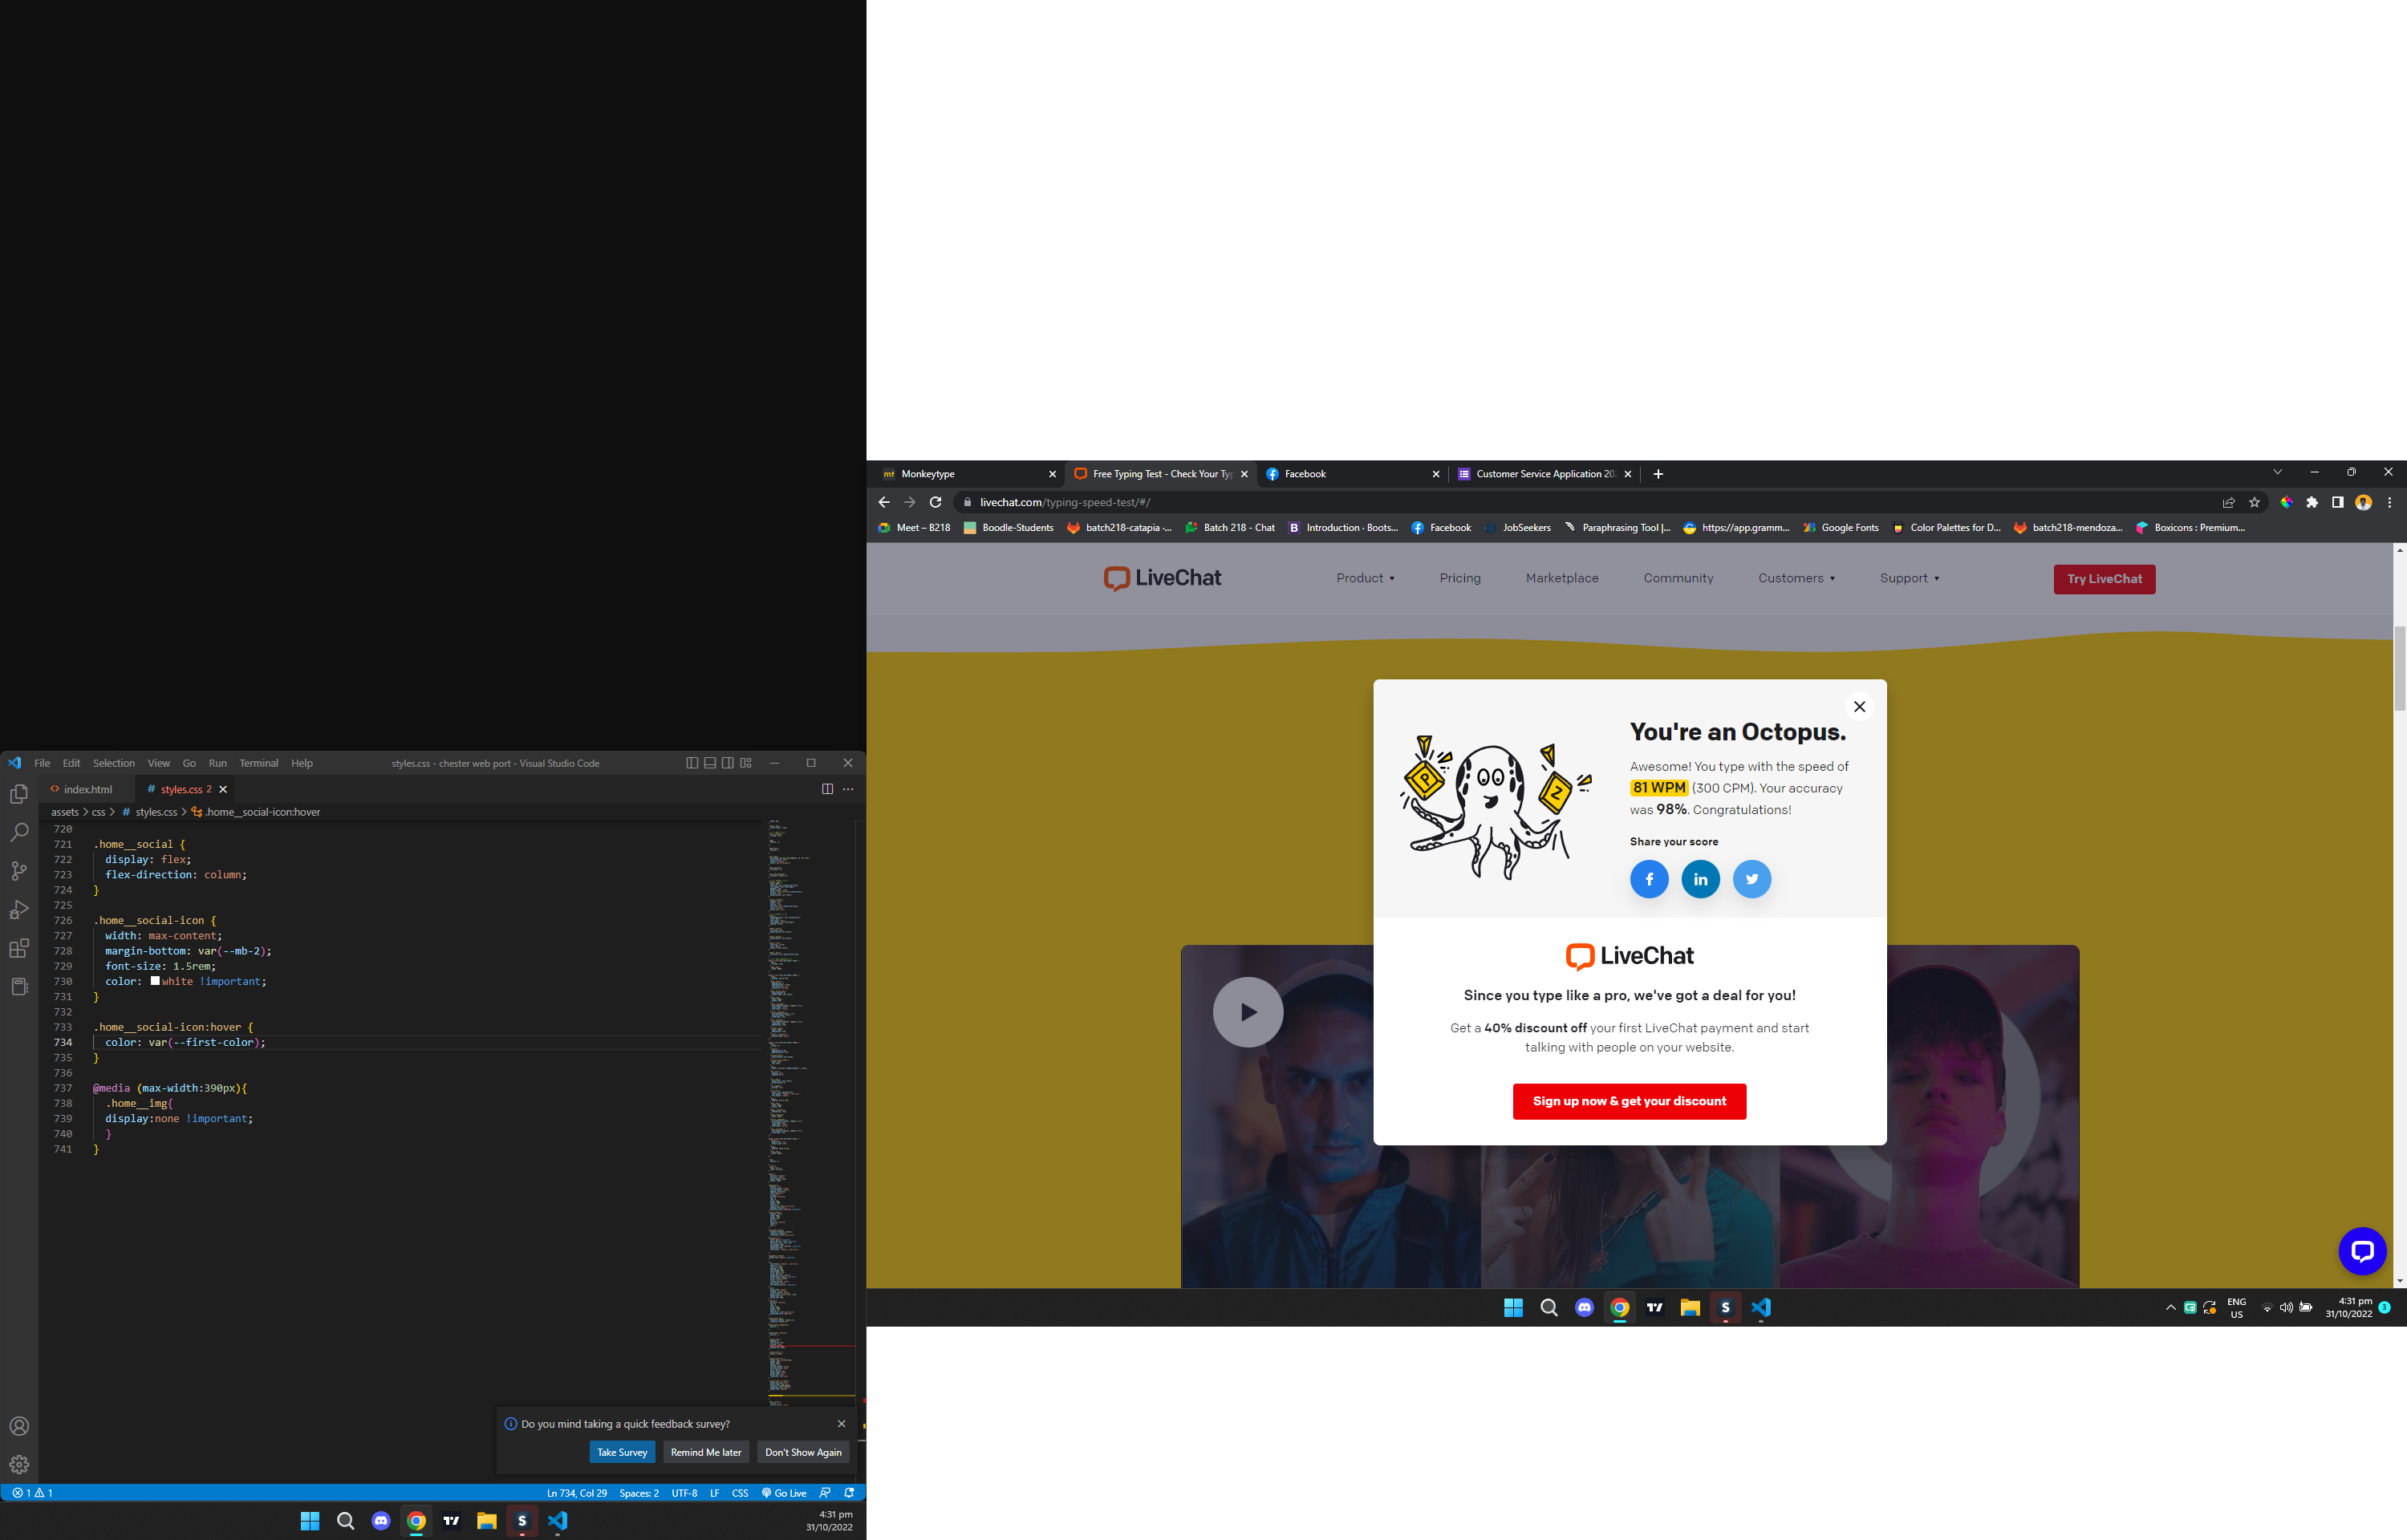 File Edit Selection View Go Run Terminal Help styles.css - chester web port - Visual Studio Code
index.html # styles.css 2
assets > css > # styles.css > .home__social-icon:hover
720
721 .home__social {
722 display: flex;
723 flex-direction: column;
724 }
725
726 .home__social-icon {
727 width: max-content;
728 margin-bottom: var(--mb-2);
729 font-size: 1.5rem;
730 color: white !important;
731 }
732
733 .home__social-icon:hover {
734 color: var(--first-color);
735 }
736
737 @media (max-width:390px){
738 .home__img{
739 display:none !important;
740 }
741 }
Do you mind taking a quick feedback survey?
Take Survey Remind Me later Don't Show Again
1 1 Ln 734, Col 29 Spaces: 2 UTF-8 LF CSS Go Live
4:31 pm
31/10/2022
Monkeytype Free Typing Test - Check Your Ty Facebook Customer Service Application 20
livechat.com/typing-speed-test/#/
Meet – B218 Boodle-Students batch218-catapia -... Batch 218 - Chat Introduction · Boots... Facebook JobSeekers Paraphrasing Tool |... https://app.gramm... Google Fonts Color Palettes for D... batch218-mendoza... Boxicons : Premium...
LiveChat Product Pricing Marketplace Community Customers Support Try LiveChat
You're an Octopus.
Awesome! You type with the speed of
81 WPM (300 CPM). Your accuracy
was 98%. Congratulations!
Share your score
P
Z
LiveChat
Since you type like a pro, we've got a deal for you!
Get a 40% discount off your first LiveChat payment and start
talking with people on your website.
Sign up now & get your discount
ENG
US
4:31 pm
31/10/2022
3